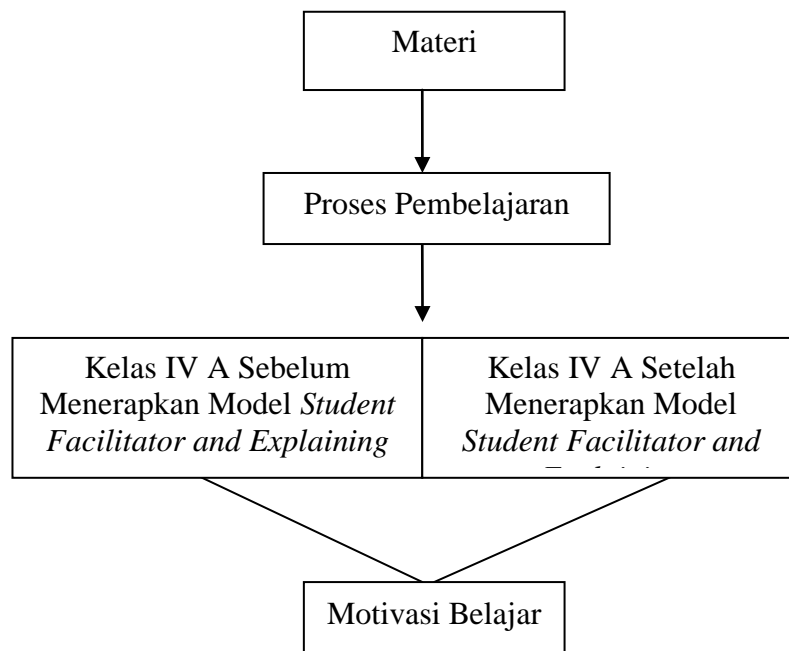 Materi
Proses Pembelajaran
Kelas IV A Sebelum
Menerapkan Model Student
Facilitator and Explaining
Kelas IV A Setelah
Menerapkan Model
Student Facilitator and
Motivasi Belajar